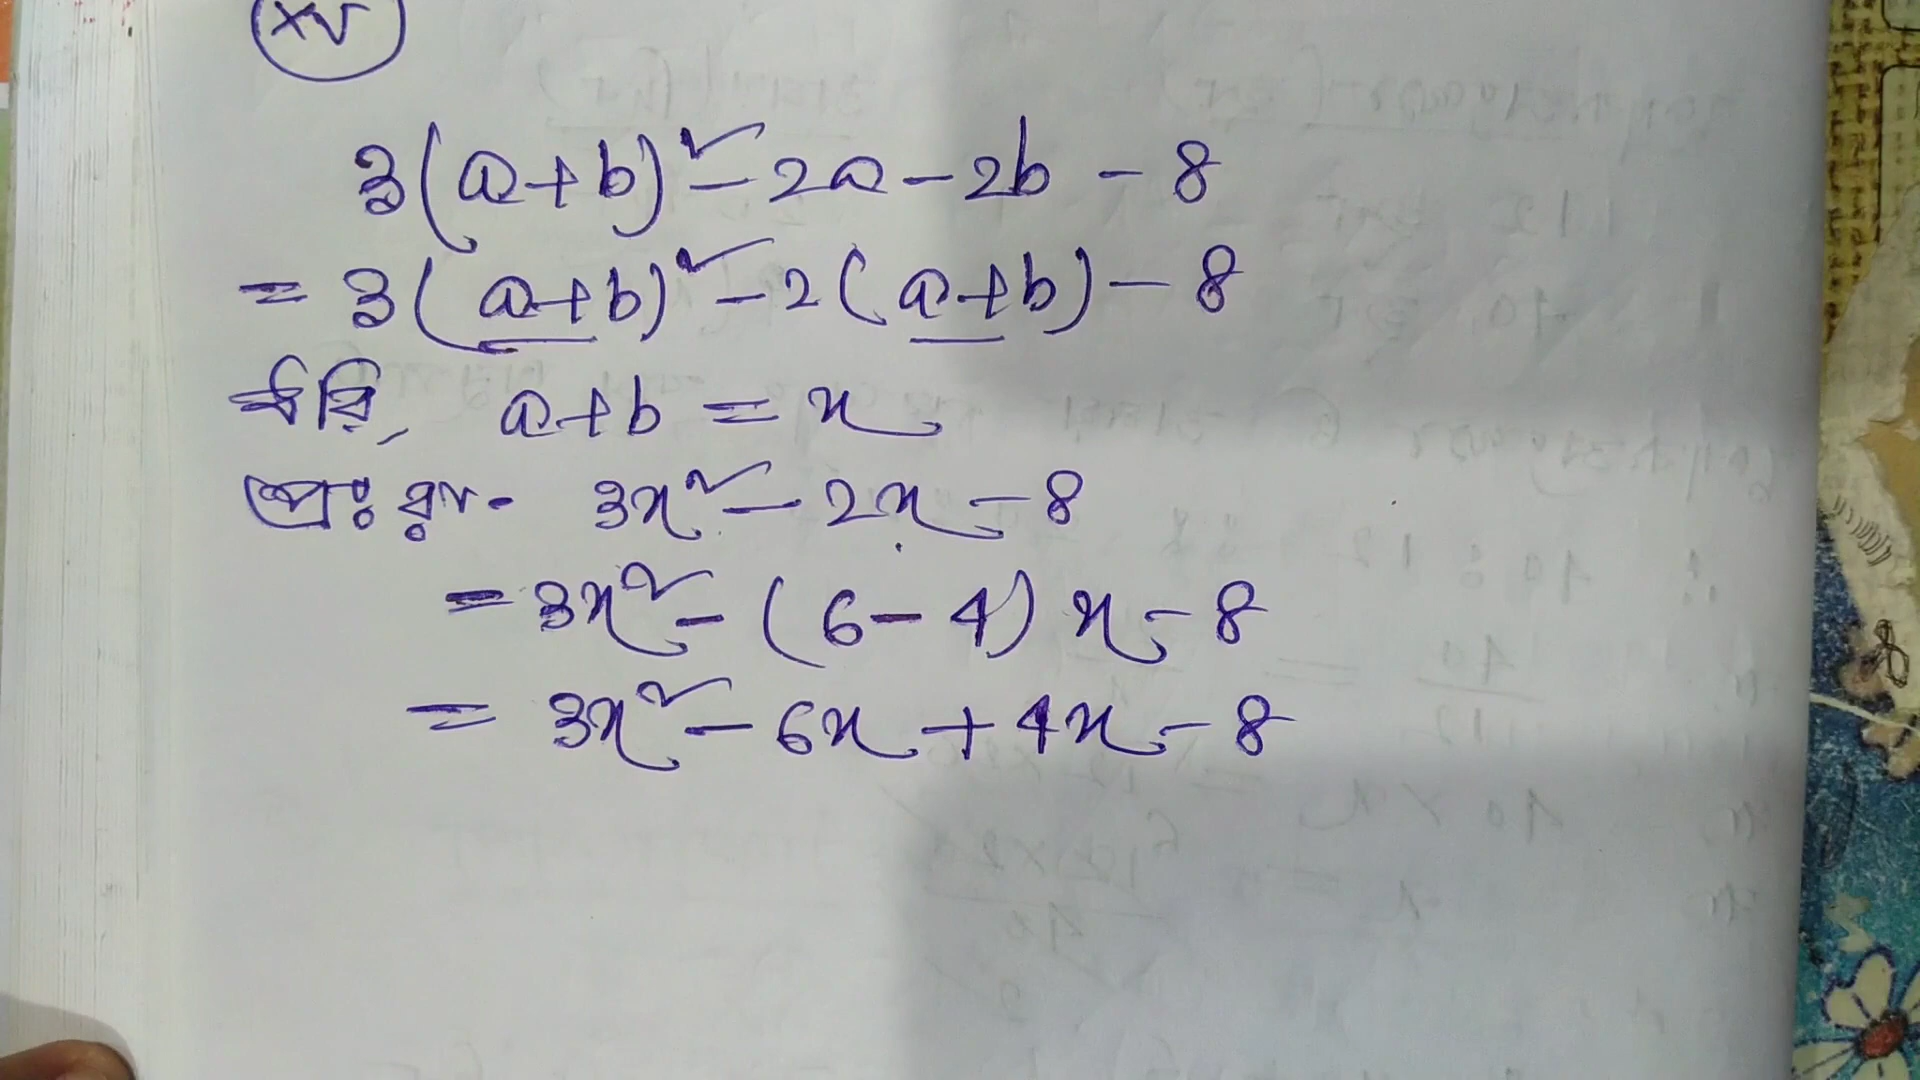 XV
3(a+b)² - 2a - 2b - 8
= 3(a+b)² - 2(a+b) - 8
ধরি, a+b = x
প্রঃ রা- 3x² - 2x - 8
= 3x² - (6-4)x - 8
= 3x² - 6x + 4x - 8